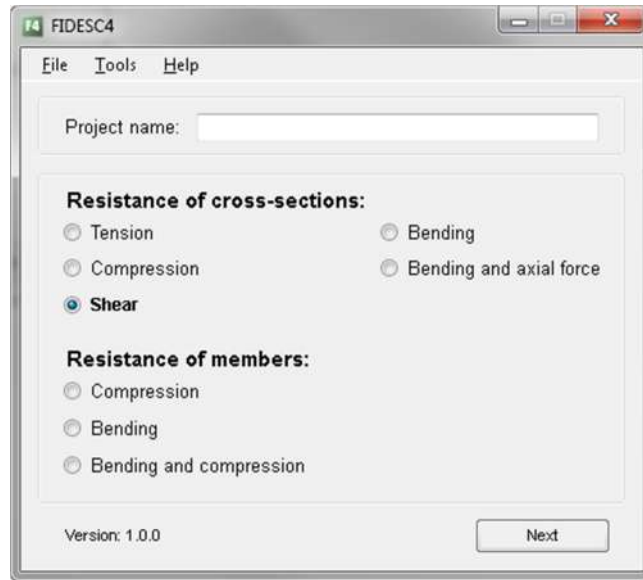 FIDESC4
File Tools Help
Project name:
Resistance of cross-sections:
Tension Bending
Compression Bending and axial force
Shear
Resistance of members:
Compression
Bending
Bending and compression
Version: 1.0.0 Next